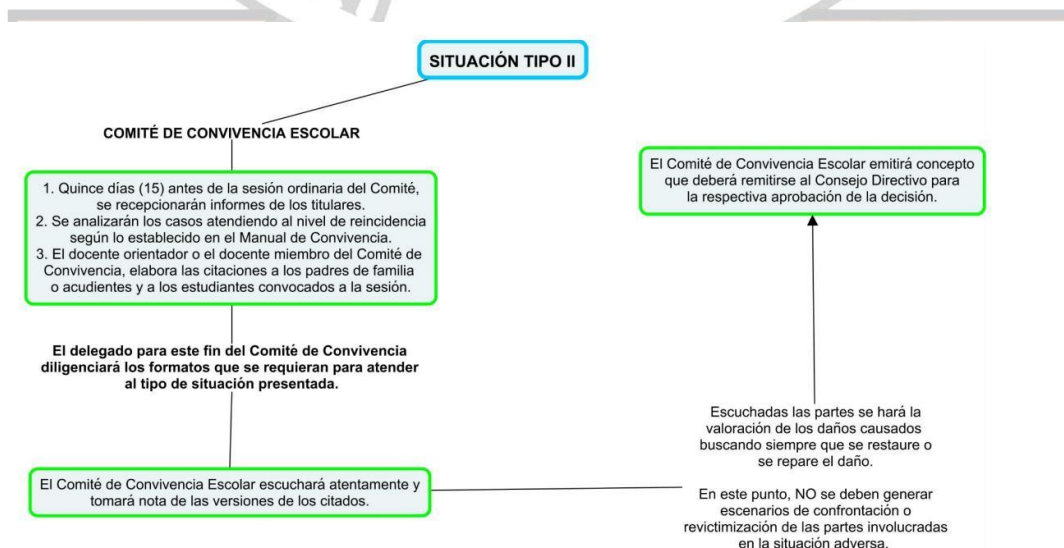 SITUACIÓN TIPO II
COMITÉ DE CONVIVENCIA ESCOLAR
1. Quince días (15) antes de la sesión ordinaria del Comité,
se recepcionarán informes de los titulares.
2. Se analizarán los casos atendiendo al nivel de reincidencia
según lo establecido en el Manual de Convivencia.
3. El docente orientador o el docente miembro del Comité de
Convivencia, elabora las citaciones a los padres de familia
o acudientes y a los estudiantes convocados a la sesión.
El delegado para este fin del Comité de Convivencia
diligenciará los formatos que se requieran para atender
al tipo de situación presentada.
El Comité de Convivencia Escolar escuchará atentamente y
tomará nota de las versiones de los citados.
Escuchadas las partes se hará la
valoración de los daños causados
buscando siempre que se restaure o
se repare el daño.
En este punto, NO se deben generar
escenarios de confrontación o
revictimización de las partes involucradas
en la situación adversa.
El Comité de Convivencia Escolar emitirá concepto
que deberá remitirse al Consejo Directivo para
la respectiva aprobación de la decisión.